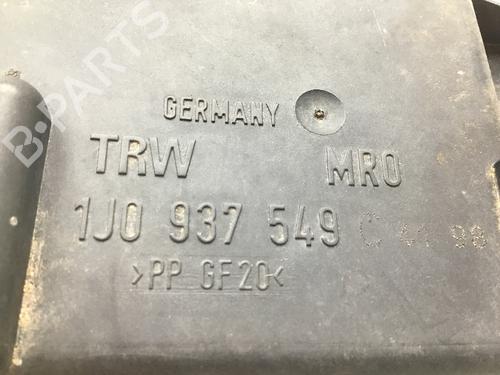 B-PARTS
GERMANY
TRW MRO
1J0 937 549 C
>PP GF20<